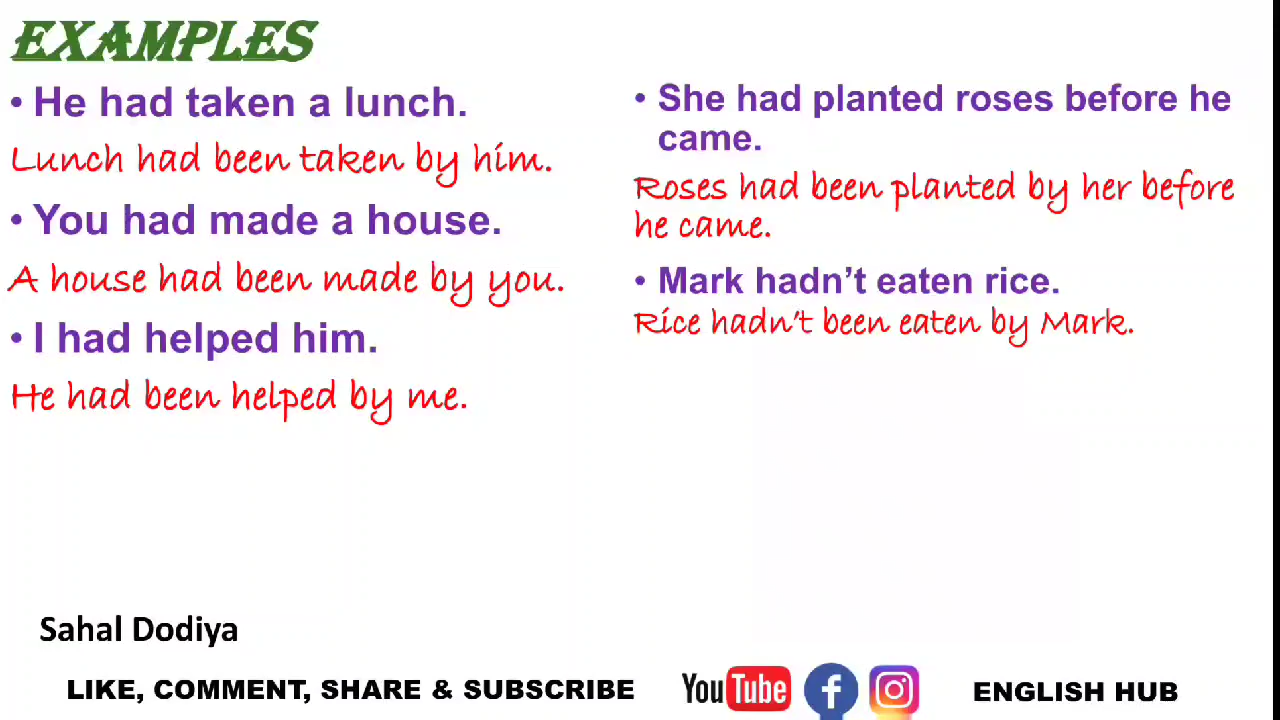 EXAMPLES
• He had taken a lunch.
Lunch had been taken by him.
• You had made a house.
A house had been made by you.
• I had helped him.
He had been helped by me.
• She had planted roses before he
came.
Roses had been planted by her before
he came.
• Mark hadn't eaten rice.
Rice hadn't been eaten by Mark.
Sahal Dodiya
LIKE, COMMENT, SHARE & SUBSCRIBE
YouTube
f
ENGLISH HUB